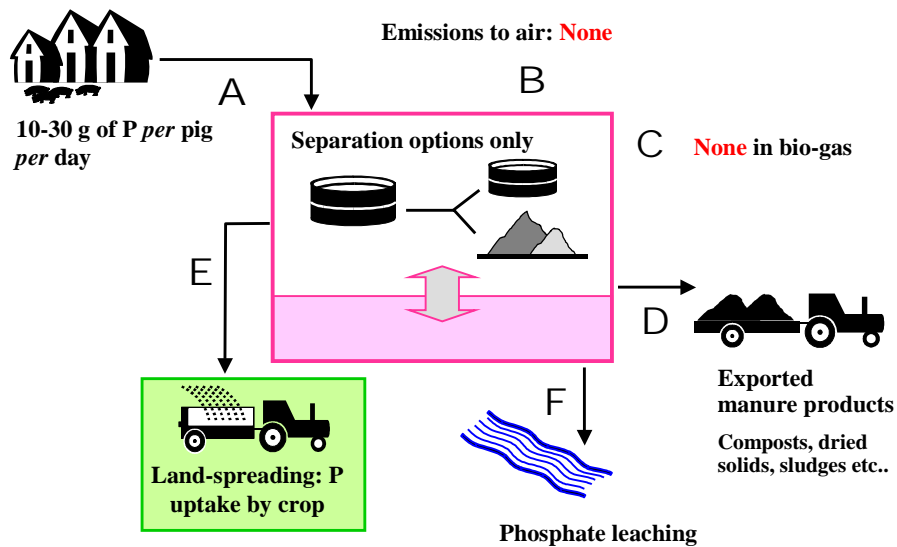 Emissions to air: None
A
B
10-30 g of P per pig
per day
Separation options only
C
None in bio-gas
E
D
Exported
manure products
Composts, dried
solids, sludges etc..
F
Land-spreading: P
uptake by crop
Phosphate leaching